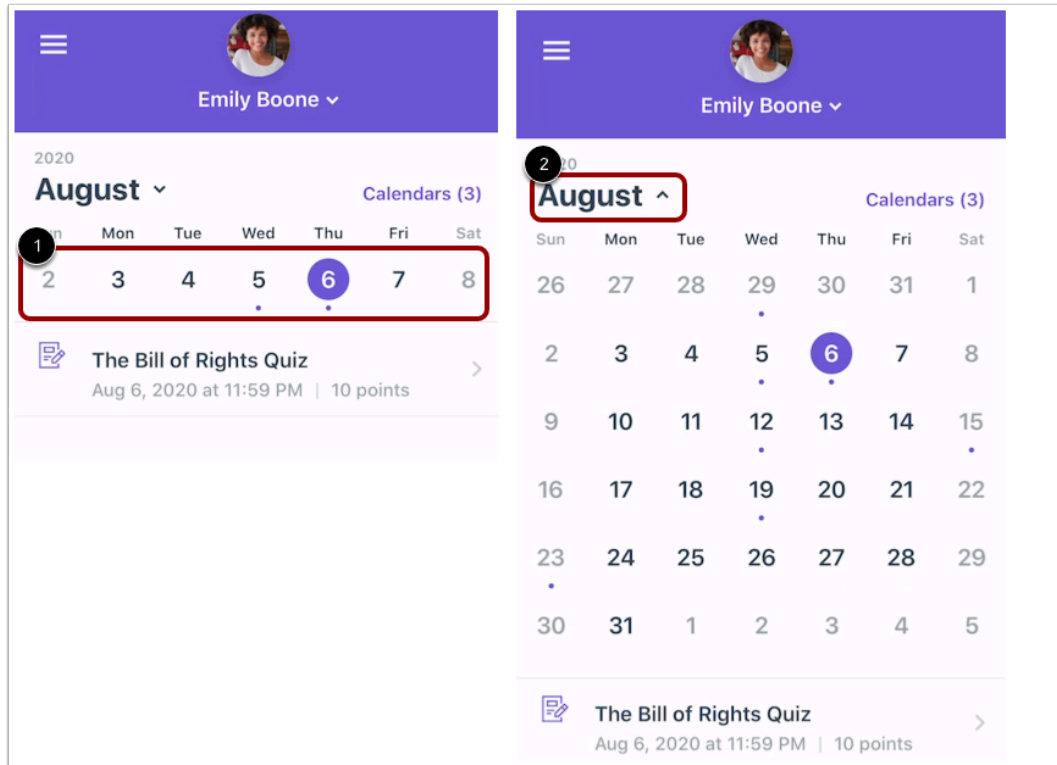 Emily Boone
2020
August
Calendars (3)
Mon Tue Wed Thu Fri Sat
1
2 3 4 5 6 7 8
The Bill of Rights Quiz
Aug 6, 2020 at 11:59 PM | 10 points
Emily Boone
2
August
Calendars (3)
Sun Mon Tue Wed Thu Fri Sat
26 27 28 29 30 31 1
2 3 4 5 6 7 8
9 10 11 12 13 14 15
16 17 18 19 20 21 22
23 24 25 26 27 28 29
30 31 1 2 3 4 5
The Bill of Rights Quiz
Aug 6, 2020 at 11:59 PM | 10 points